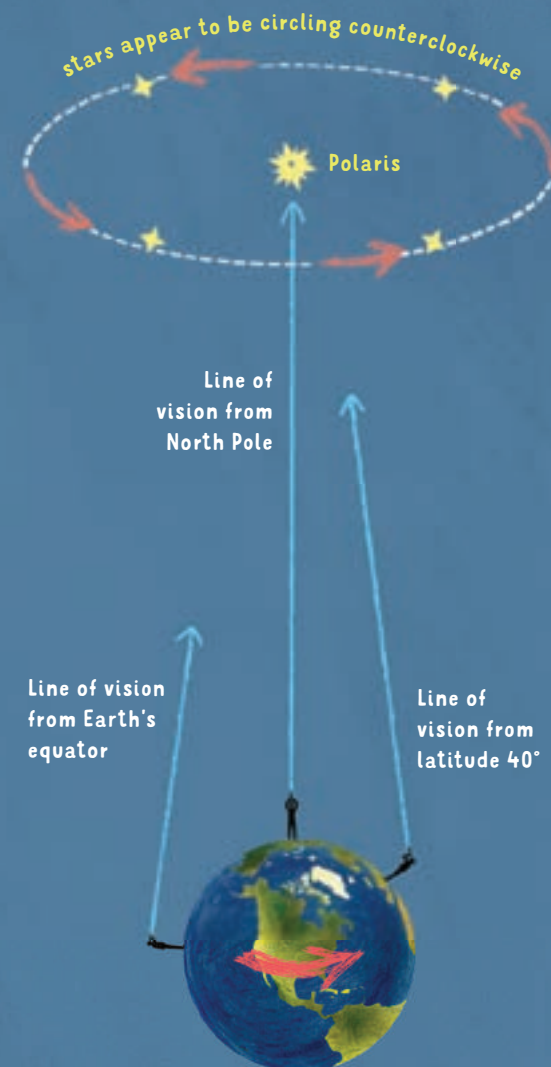 stars appear to be circling counterclockwise
Polaris
Line of
vision from
North Pole
Line of vision
from Earth's
equator
Line of
vision from
latitude 40°